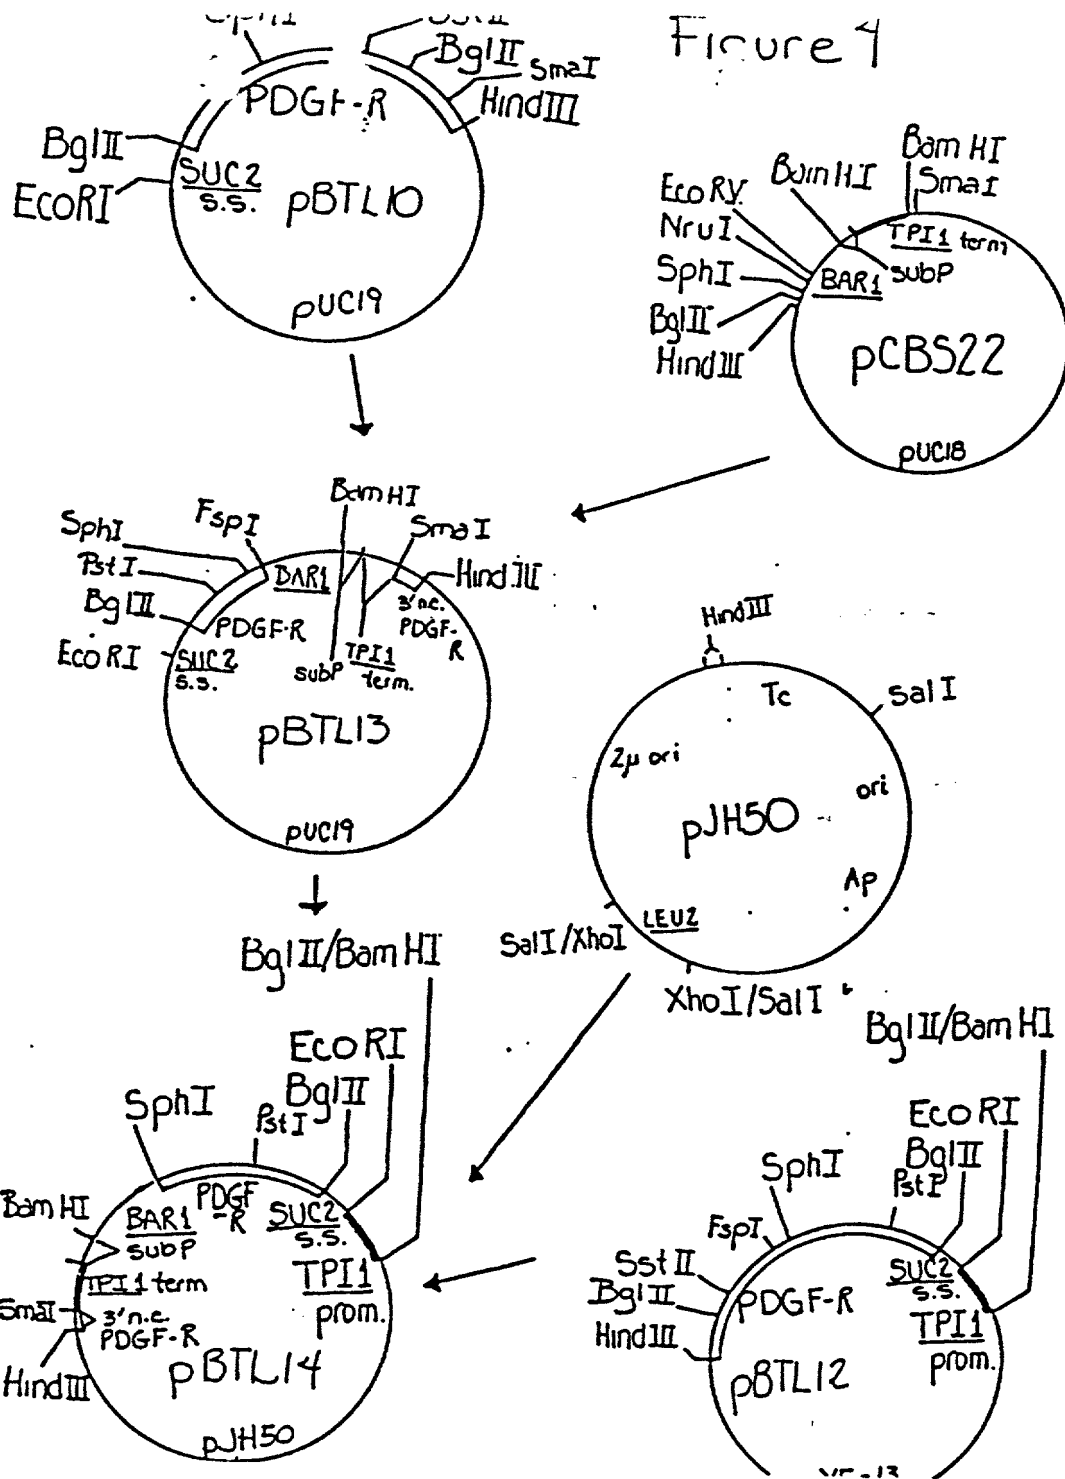 Figure 4
SphI
SstII
BglII
SmaI
HindIII
PDGF-R
BglII
EcoRI
SUC2
s.s.
pBTL10
pUC19
BamHI
BamHI
SmaI
EcoRV
NruI
SphI
BglII
HindIII
TPI1 term
subP
BAR1
pCBS22
pUC18
BamHI
FspI
SphI
SmaI
PstI
BAR1
HindIII
BglII
3'n.c.
PDGF-
R
PDGF-R
EcoRI
SUC2
s.s.
subP
TPI1
term.
pBTL13
pUC19
HindIII
Tc
SalI
2μ ori
ori
pJH50
Ap
LEU2
SalI/XhoI
XhoI/SalI
BglII/BamHI
EcoRI
BglII
SphI
PstI
BamHI
PDGF
-R
BAR1
subP
SUC2
s.s.
TPI1 term
TPI1
prom.
SmaI
3'n.c.
PDGF-R
HindIII
pBTL14
pJH50
BglII/BamHI
EcoRI
BglII
SphI
PstI
FspI
SstII
BglII
HindIII
SUC2
s.s.
PDGF-R
TPI1
prom.
pBTL12